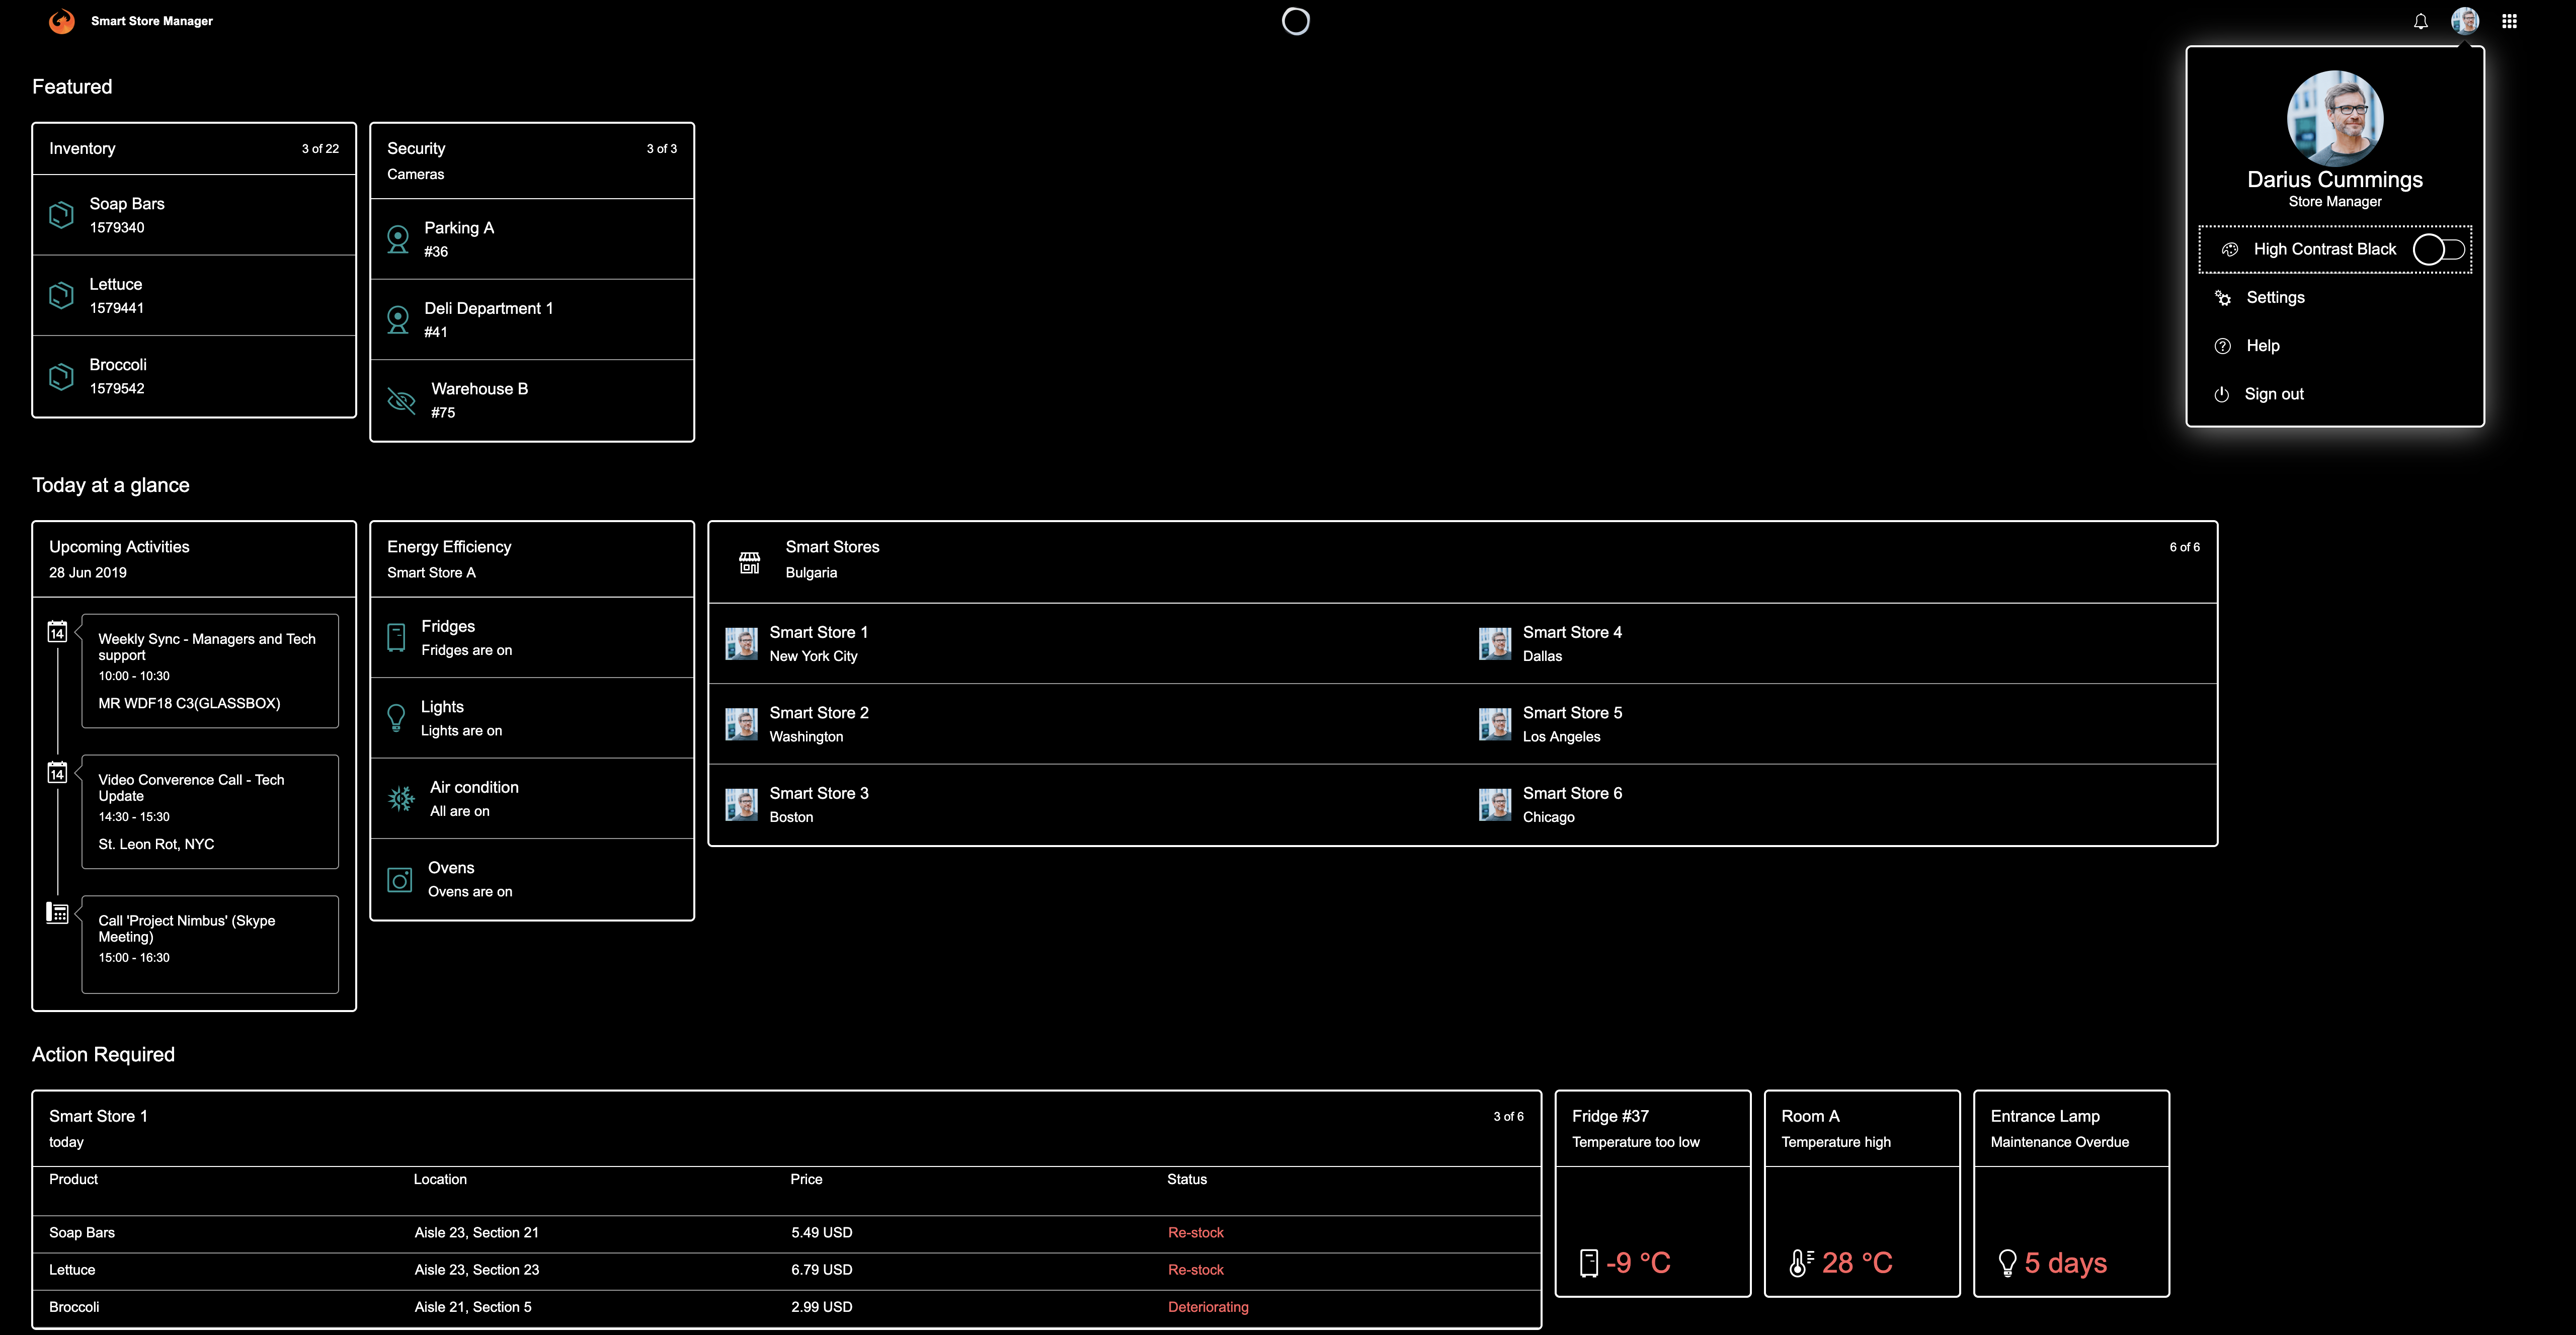 Smart Store Manager
Featured
Inventory
3 of 22
Soap Bars
1579340
Lettuce
1579441
Broccoli
1579542
Security
3 of 3
Cameras
Parking A
#36
Deli Department 1
#41
Warehouse B
#75
Darius Cummings
Store Manager
High Contrast Black
Settings
Help
Sign out
Today at a glance
Upcoming Activities
28 Jun 2019
14
Weekly Sync - Managers and Tech
support
10:00 - 10:30
MR WDF18 C3(GLASSBOX)
14
Video Converence Call - Tech
Update
14:30 - 15:30
St. Leon Rot, NYC
Call 'Project Nimbus' (Skype
Meeting)
15:00 - 16:30
Energy Efficiency
Smart Store A
Fridges
Fridges are on
Lights
Lights are on
Air condition
All are on
Ovens
Ovens are on
Smart Stores
6 of 6
Bulgaria
Smart Store 1
New York City
Smart Store 4
Dallas
Smart Store 2
Washington
Smart Store 5
Los Angeles
Smart Store 3
Boston
Smart Store 6
Chicago
Action Required
Smart Store 1
3 of 6
today
Product Location Price Status
Soap Bars Aisle 23, Section 21 5.49 USD Re-stock
Lettuce Aisle 23, Section 23 6.79 USD Re-stock
Broccoli Aisle 21, Section 5 2.99 USD Deteriorating
Fridge #37
Temperature too low
-9 °C
Room A
Temperature high
28 °C
Entrance Lamp
Maintenance Overdue
5 days